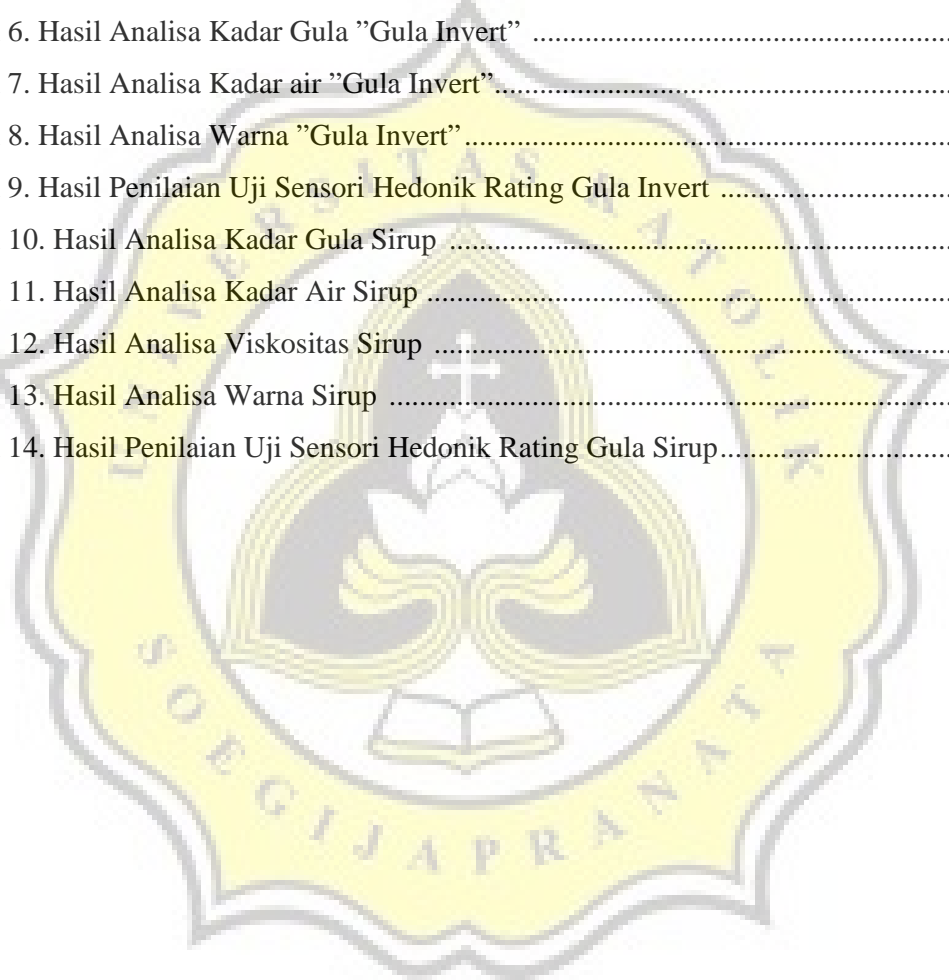 6. Hasil Analisa Kadar Gula ”Gula Invert” ....................................................
7. Hasil Analisa Kadar air ”Gula Invert”.........................................................
8. Hasil Analisa Warna ”Gula Invert”.............................................................
9. Hasil Penilaian Uji Sensori Hedonik Rating Gula Invert .............................
10. Hasil Analisa Kadar Gula Sirup ...............................................................
11. Hasil Analisa Kadar Air Sirup ..................................................................
12. Hasil Analisa Viskositas Sirup .................................................................
13. Hasil Analisa Warna Sirup .......................................................................
14. Hasil Penilaian Uji Sensori Hedonik Rating Gula Sirup.............................
UNIVERSITAS KATOLIK
SOEGIJAPRANATA